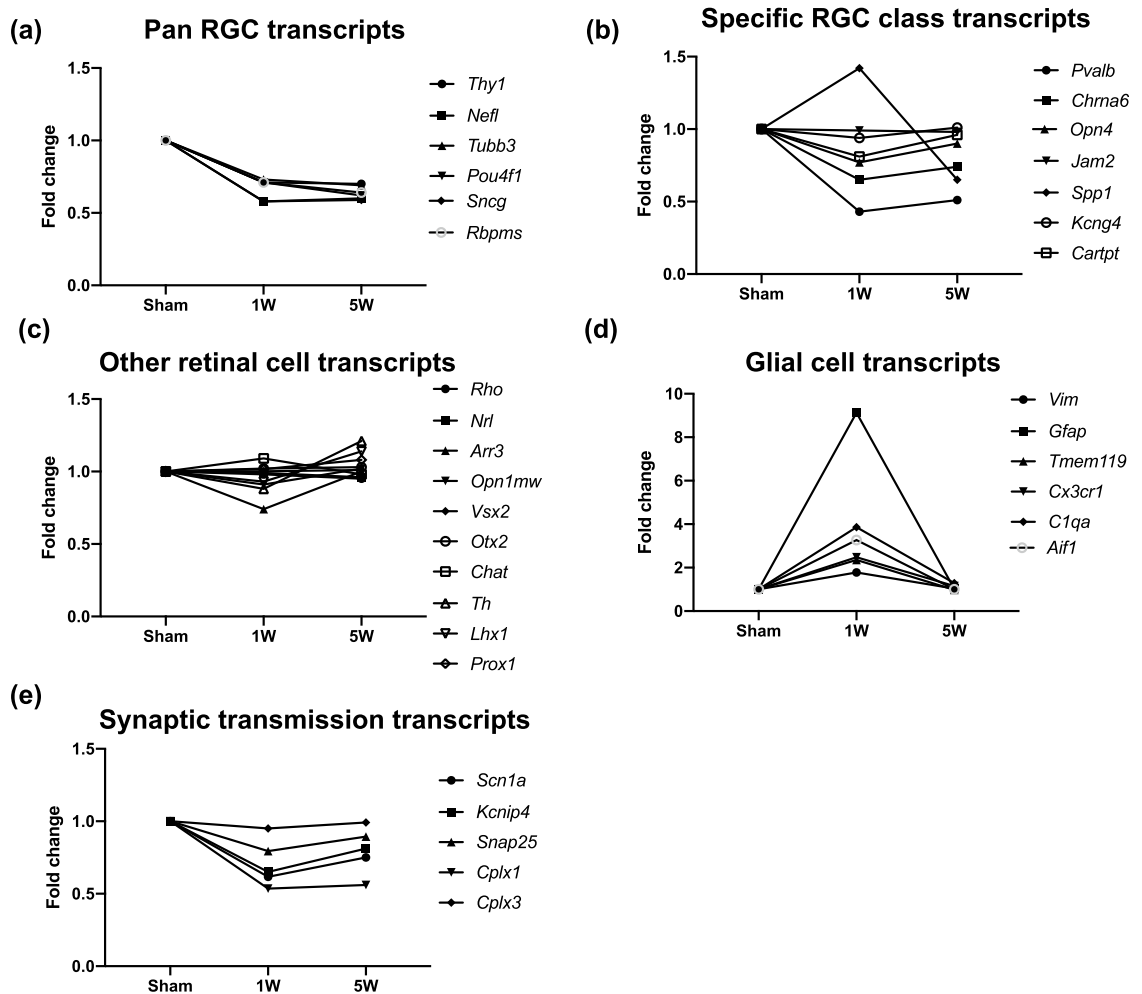 (a)
Pan RGC transcripts
1.5
1.0
0.5
0.0
Fold change
Sham 1W 5W
Thy1
Nefl
Tubb3
Pou4f1
Sncg
Rbpms
(b)
Specific RGC class transcripts
1.5
1.0
0.5
0.0
Fold change
Sham 1W 5W
Pvalb
Chrna6
Opn4
Jam2
Spp1
Kcng4
Cartpt
(c)
Other retinal cell transcripts
1.5
1.0
0.5
0.0
Fold change
Sham 1W 5W
Rho
Nrl
Arr3
Opn1mw
Vsx2
Otx2
Chat
Th
Lhx1
Prox1
(d)
Glial cell transcripts
10
8
6
4
2
0
Fold change
Sham 1W 5W
Vim
Gfap
Tmem119
Cx3cr1
C1qa
Aif1
(e)
Synaptic transmission transcripts
1.5
1.0
0.5
0.0
Fold change
Sham 1W 5W
Scn1a
Kcnip4
Snap25
Cplx1
Cplx3